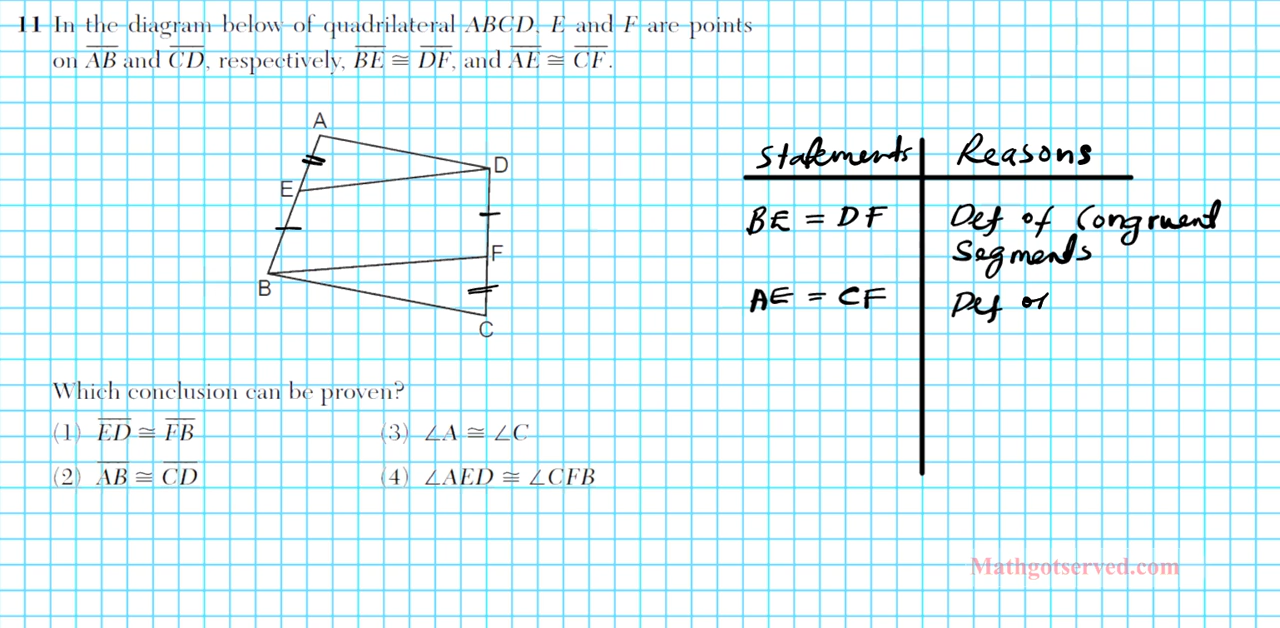 11 In the diagram below of quadrilateral ABCD, E and F are points
on AB and CD, respectively, BE ≅ DF, and AE ≅ CF.
A
D
E
F
B
C
Statements Reasons
BE = DF Def of Congruent
Segments
AE = CF Def of
Which conclusion can be proven?
(1) ED ≅ FB (3) ∠A ≅ ∠C
(2) AB ≅ CD (4) ∠AED ≅ ∠CFB
Mathgotserved.com